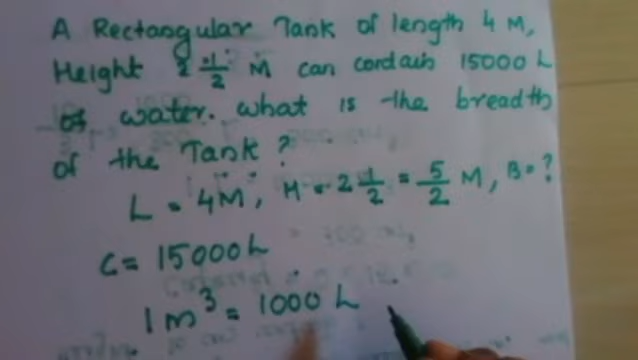 A Rectangular Tank of length 4 M,
Height 2 1/2 M can contain 15000 L
of water. what is the breadth
of the Tank?
L = 4M, H = 2 1/2 = 5/2 M, B = ?
C = 15000 L
1 m³ = 1000 L